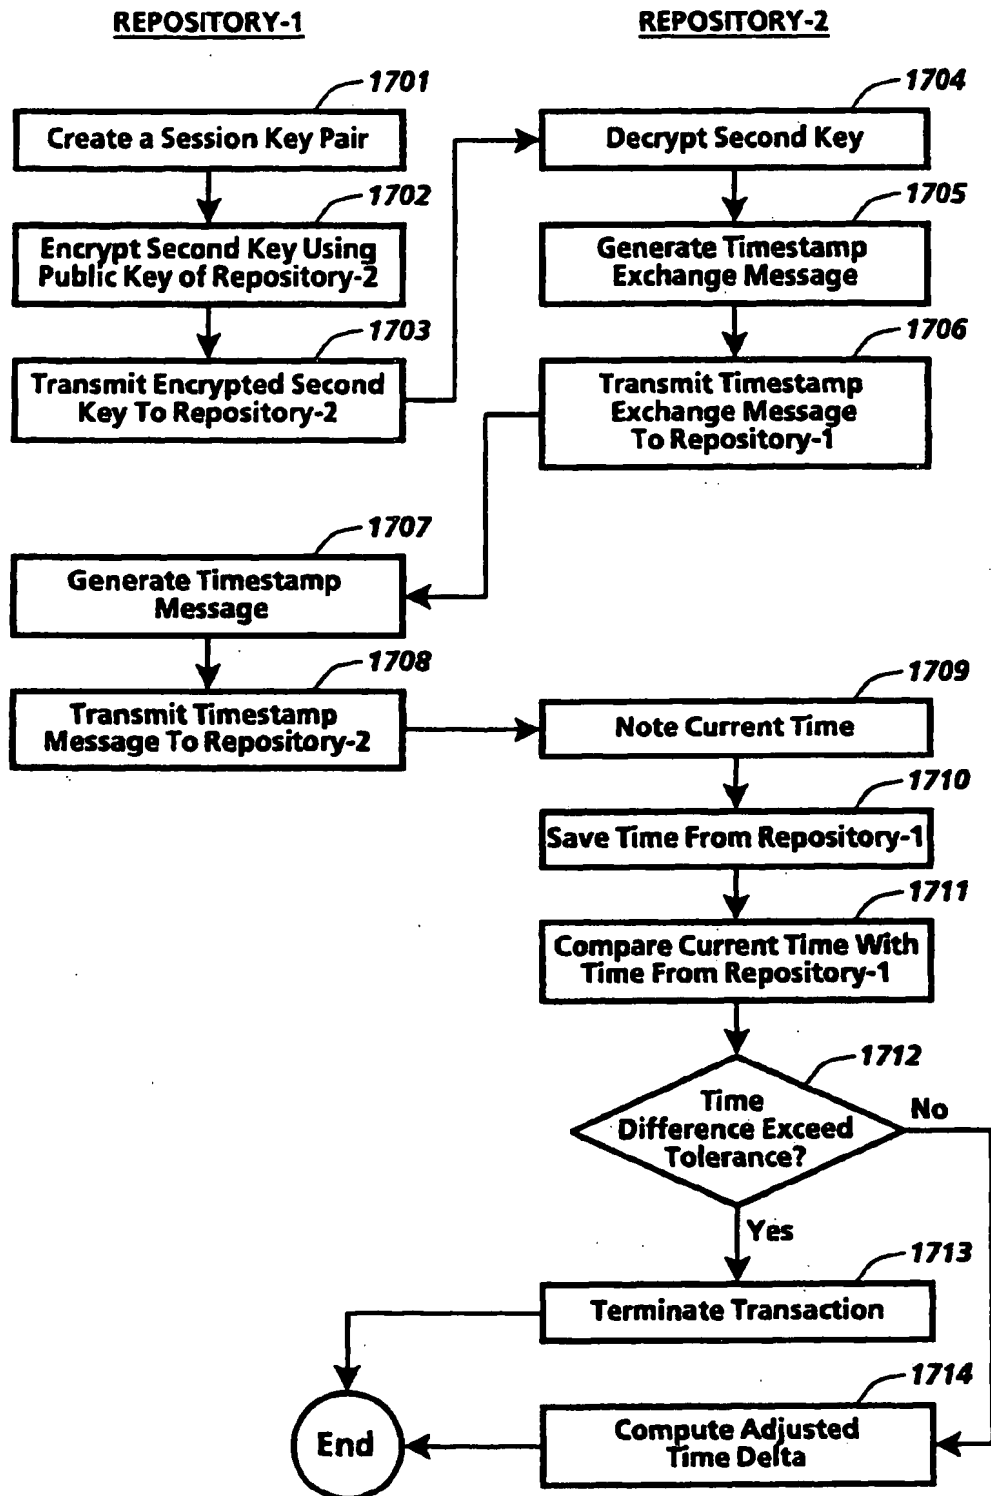 REPOSITORY-1
REPOSITORY-2
1701
Create a Session Key Pair
1702
Encrypt Second Key Using
Public Key of Repository-2
1703
Transmit Encrypted Second
Key To Repository-2
1704
Decrypt Second Key
1705
Generate Timestamp
Exchange Message
1706
Transmit Timestamp
Exchange Message
To Repository-1
1707
Generate Timestamp
Message
1708
Transmit Timestamp
Message To Repository-2
1709
Note Current Time
1710
Save Time From Repository-1
1711
Compare Current Time With
Time From Repository-1
1712
Time
Difference Exceed
Tolerance?
No
Yes
1713
Terminate Transaction
1714
Compute Adjusted
Time Delta
End